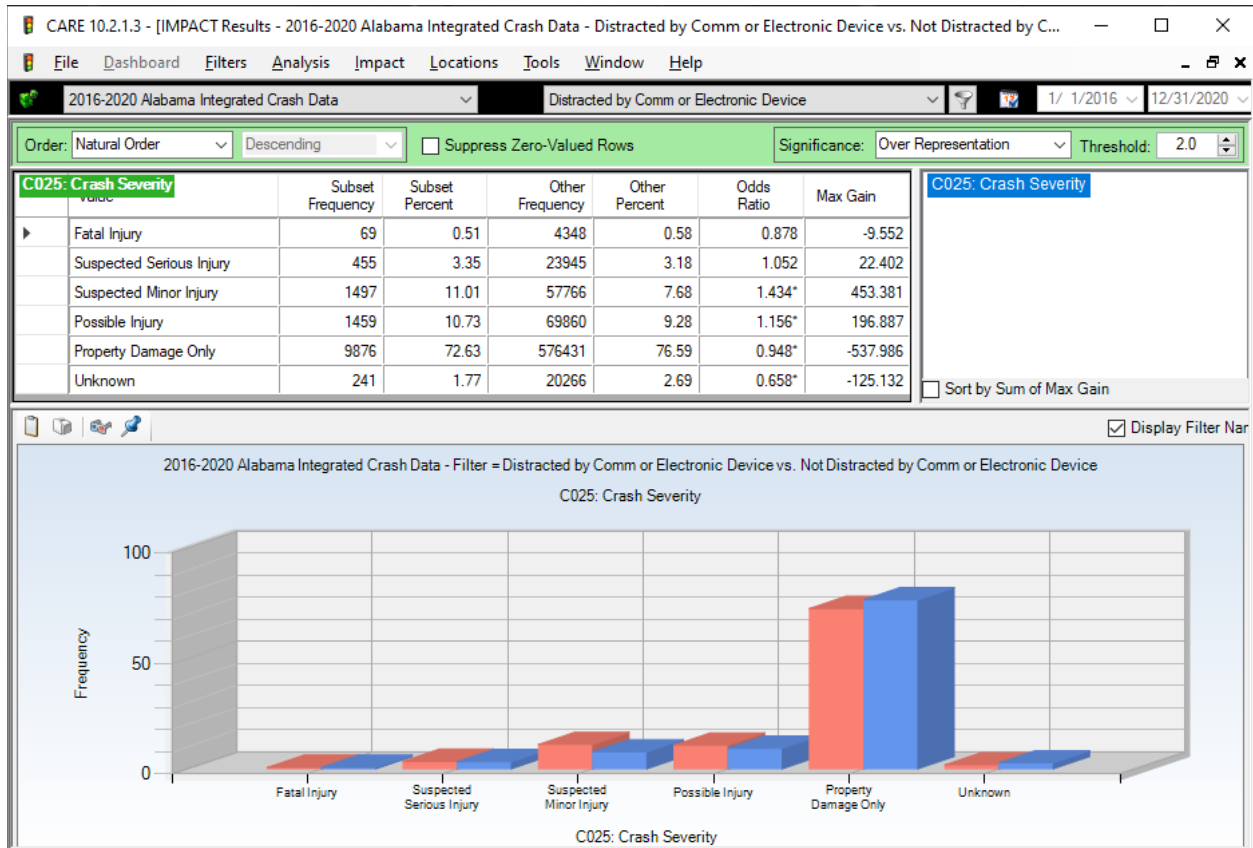 CARE 10.2.1.3 - [IMPACT Results - 2016-2020 Alabama Integrated Crash Data - Distracted by Comm or Electronic Device vs. Not Distracted by C...
File Dashboard Filters Analysis Impact Locations Tools Window Help
2016-2020 Alabama Integrated Crash Data Distracted by Comm or Electronic Device 1/ 1/2016 12/31/2020
Order: Natural Order Descending Suppress Zero-Valued Rows Significance: Over Representation Threshold: 2.0
C025: Crash Severity Subset Frequency Subset Percent Other Frequency Other Percent Odds Ratio Max Gain C025: Crash Severity
Fatal Injury 69 0.51 4348 0.58 0.878 -9.552
Suspected Serious Injury 455 3.35 23945 3.18 1.052 22.402
Suspected Minor Injury 1497 11.01 57766 7.68 1.434* 453.381
Possible Injury 1459 10.73 69860 9.28 1.156* 196.887
Property Damage Only 9876 72.63 576431 76.59 0.948* -537.986
Unknown 241 1.77 20266 2.69 0.658* -125.132
Sort by Sum of Max Gain
Display Filter Nar
2016-2020 Alabama Integrated Crash Data - Filter = Distracted by Comm or Electronic Device vs. Not Distracted by Comm or Electronic Device
C025: Crash Severity
100
50
0
Frequency
Fatal Injury Suspected Serious Injury Suspected Minor Injury Possible Injury Property Damage Only Unknown
C025: Crash Severity